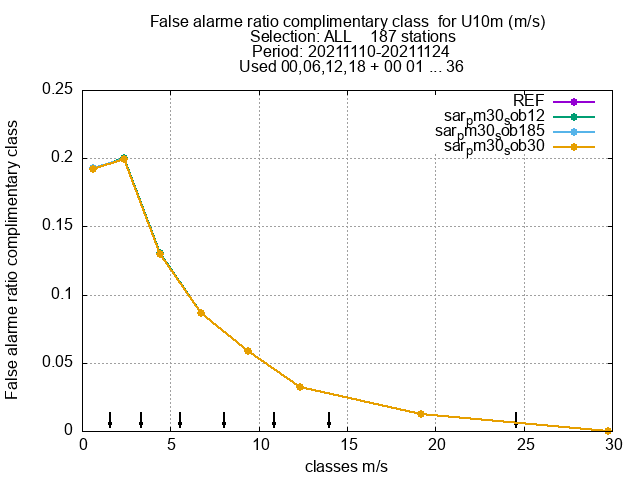 False alarme ratio complimentary class  for U10m (m/s)
Selection: ALL    187 stations
Period: 20211110-20211124
Used 00,06,12,18 + 00 01 ... 36
REF
sar_pm30_sob12
sar_pm30_sob185
sar_pm30_sob30
False alarme ratio complimentary class
0.25
0.2
0.15
0.1
0.05
0
0 5 10 15 20 25 30
classes m/s